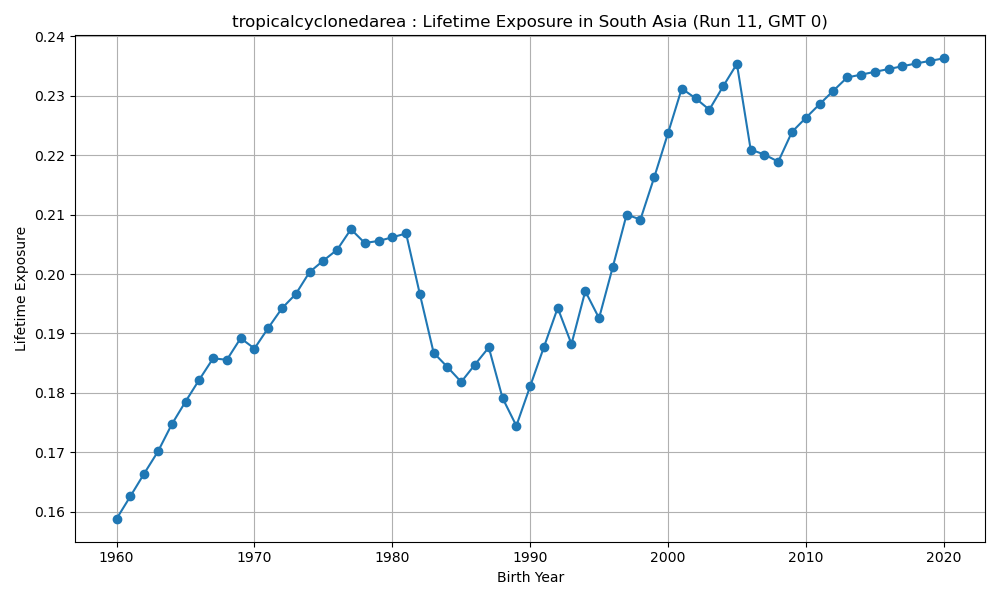 tropicalcyclonedarea : Lifetime Exposure in South Asia (Run 11, GMT 0)
0.24
0.23
0.22
0.21
0.20
0.19
0.18
0.17
0.16
Lifetime Exposure
1960 1970 1980 1990 2000 2010 2020
Birth Year